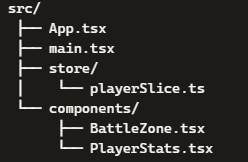 src/
├── App.tsx
├── main.tsx
├── store/
│   └── playerSlice.ts
└── components/
    ├── BattleZone.tsx
    └── PlayerStats.tsx